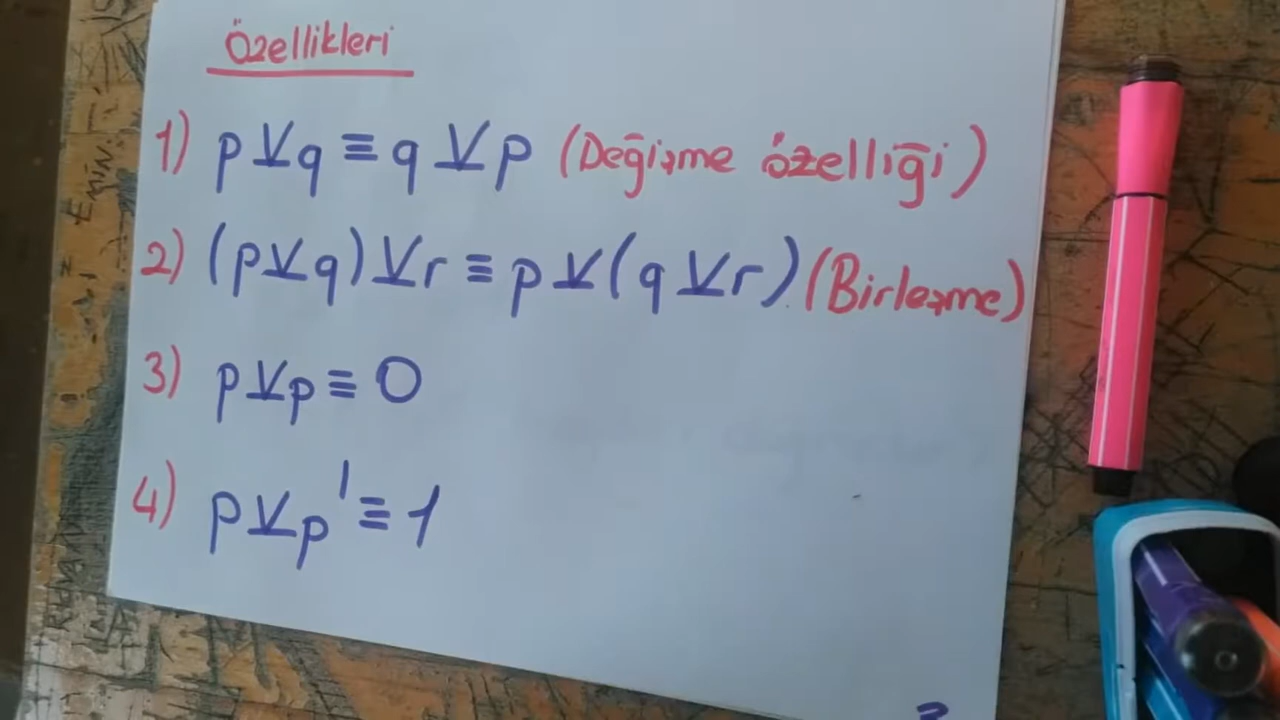 Özellikleri
1) p⊻q ≡ q⊻p (Değişme özelliği)
2) (p⊻q)⊻r ≡ p⊻(q⊻r) (Birleşme)
3) p⊻p ≡ 0
4) p⊻p' ≡ 1